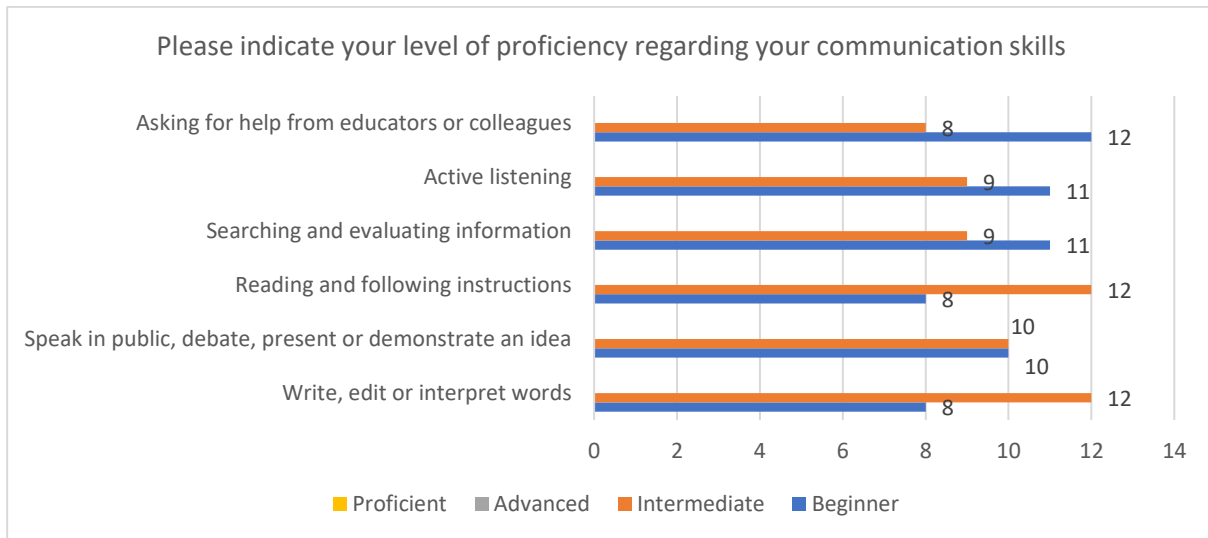 Please indicate your level of proficiency regarding your communication skills
Asking for help from educators or colleagues
8
12
Active listening
9
11
Searching and evaluating information
9
11
Reading and following instructions
12
8
Speak in public, debate, present or demonstrate an idea
10
10
Write, edit or interpret words
12
8
0 2 4 6 8 10 12 14
Proficient Advanced Intermediate Beginner